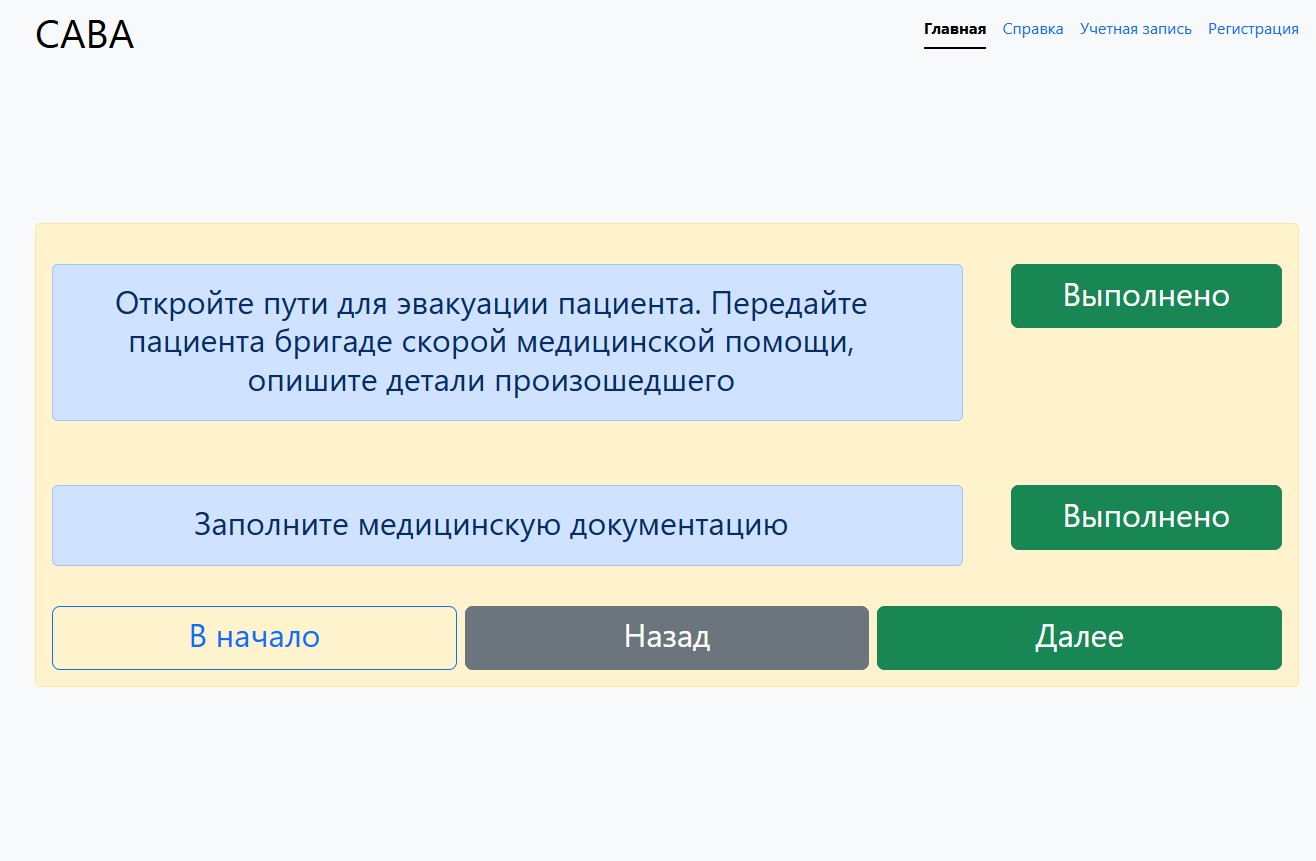 САВА
Главная Справка Учетная запись Регистрация
Откройте пути для эвакуации пациента. Передайте
пациента бригаде скорой медицинской помощи,
опишите детали произошедшего
Выполнено
Заполните медицинскую документацию
Выполнено
В начало Назад Далее